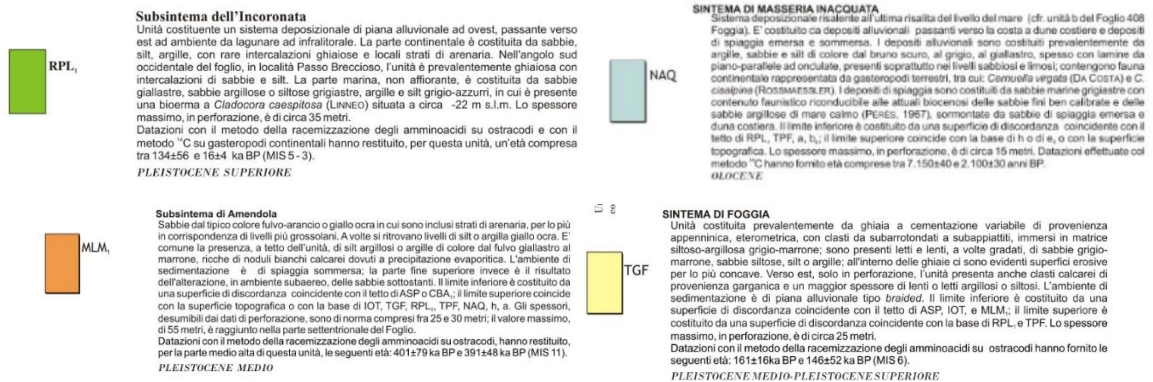 Subsintema dell'Incoronata
Unità costituente un sistema deposizionale di piana alluvionale ad ovest, passante verso
est ad ambiente da lagunare ad infralitorale. La parte continentale è costituita da sabbie,
silt, argille, con rare intercalazioni ghiaiose e locali strati di arenaria. Nell'angolo sud
occidentale del foglio, in località Passo Breccioso, l'unità è prevalentemente ghiaiosa con
intercalazioni di sabbie e silt. La parte marina, non affiorante, è costituita da sabbie
giallastre, sabbie argillose o siltose grigiastre, argille e silt grigio-azzurri, in cui è presente
una bioerma a Cladocora caespitosa (LINNEO) situata a circa -22 m s.l.m. Lo spessore
massimo, in perforazione, è di circa 35 metri.
Datazioni con il metodo della racemizzazione degli amminoacidi su ostracodi e con il
metodo ¹⁴C su gasteropodi continentali hanno restituito, per questa unità, un'età compresa
tra 134±56 e 16±4 ka BP (MIS 5 - 3).
PLEISTOCENE SUPERIORE
RPL₁
SINTEMA DI MASSERIA INACQUATA
Sistema deposizionale risalente all'ultima risalita del livello del mare (cfr. unità b del Foglio 408
Foggia). E' costituito da depositi alluvionali passanti verso la costa a dune costiere e depositi
di spiaggia emersa e sommersa. I depositi alluvionali sono costituiti prevalentemente da
argille, sabbie e silt di colore dal bruno scuro, al grigio, al grigiastro, spesso con lamine da
piano-parallele ad ondulate, presenti soprattutto nei livelli sabbiosi e limosi; contengono fauna
continentale rappresentata da gasteropodi terrestri, tra cui: Cernuella virgata (DA COSTA) e C.
cisalpina (ROSSMAESSLER). I depositi di spiaggia sono costituiti da sabbie marine grigiastre con
contenuto faunistico riconducibile alle attuali biocenosi delle sabbie fini ben calibrate e delle
sabbie argillose di mare calmo (PERES, 1967), sormontate da sabbie di spiaggia emersa e
duna costiera. Il limite inferiore è costituito da una superficie di discordanza coincidente con il
tetto di RPL, TPF, a, b₁; il limite superiore coincide con la base di h o di e, o con la superficie
topografica. Lo spessore massimo, in perforazione, è di circa 15 metri. Datazioni effettuate col
metodo ¹⁴C hanno fornito età comprese tra 7.150±40 e 2.100±30 anni BP.
OLOCENE
NAQ
Subsintema di Amendola
Sabbie dal tipico colore fulvo-arancio o giallo ocra in cui sono inclusi strati di arenaria, per lo più
in corrispondenza di livelli più grossolani. A volte si ritrovano livelli di silt o argilla giallo ocra. E'
comune la presenza, a tetto dell'unità, di silt argillosi o argille di colore dal fulvo giallastro al
marrone, ricche di noduli bianchi calcarei dovuti a precipitazione evaporitica. L'ambiente di
sedimentazione è di spiaggia sommersa; la parte fine superiore invece è il risultato
dell'alterazione, in ambiente subaereo, delle sabbie sottostanti. Il limite inferiore è costituito da
una superficie di discordanza coincidente con il tetto di ASP o CBA₁; il limite superiore coincide
con la superficie topografica o con la base di IOT, TGF, RPL₁, TPF, NAQ, h, a. Gli spessori,
desumibili dai dati di perforazione, sono di norma compresi fra 25 e 30 metri; il valore massimo,
di 55 metri, è raggiunto nella parte settentrionale del Foglio.
Datazioni con il metodo della racemizzazione degli amminoacidi su ostracodi, hanno restituito,
per la parte medio alta di questa unità, le seguenti età: 401±79 ka BP e 391±48 ka BP (MIS 11).
PLEISTOCENE MEDIO
MLM₁
SINTEMA DI FOGGIA
Unità costituita prevalentemente da ghiaia a cementazione variabile di provenienza
appenninica, eterometrica, con clasti da subarrotondati a subappiattiti, immersi in matrice
siltoso-argillosa grigio-marrone; sono presenti letti e lenti, a volte gradati, di sabbie grigio-
marrone, sabbie siltose, silt o argille; all'interno delle ghiaie ci sono evidenti superfici erosive
per lo più concave. Verso est, solo in perforazione, l'unità presenta anche clasti calcarei di
provenienza garganica e un maggior spessore di lenti o letti argillosi o siltosi. L'ambiente di
sedimentazione è di piana alluvionale tipo braided. Il limite inferiore è costituito da una
superficie di discordanza coincidente con il tetto di ASP, IOT, e MLM₁; il limite superiore è
costituito da una superficie di discordanza coincidente con la base di RPL₁ e TPF. Lo spessore
massimo, in perforazione, è di circa 25 metri.
Datazioni con il metodo della racemizzazione degli amminoacidi su ostracodi hanno fornito le
seguenti età: 161±16ka BP e 146±52 ka BP (MIS 6).
PLEISTOCENE MEDIO-PLEISTOCENE SUPERIORE
TGF